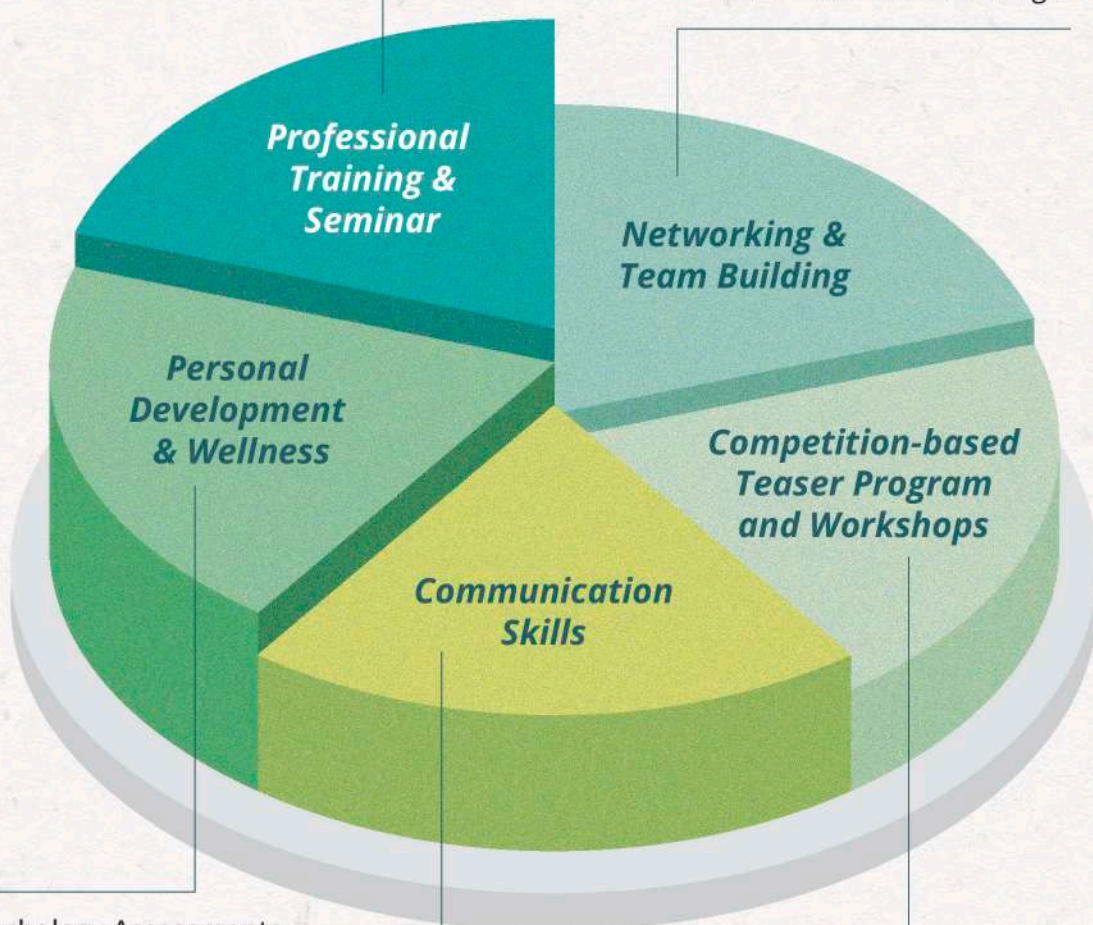 Professional
Training &
Seminar
Networking &
Team Building
Personal
Development
& Wellness
Competition-based
Teaser Program
and Workshops
Communication
Skills